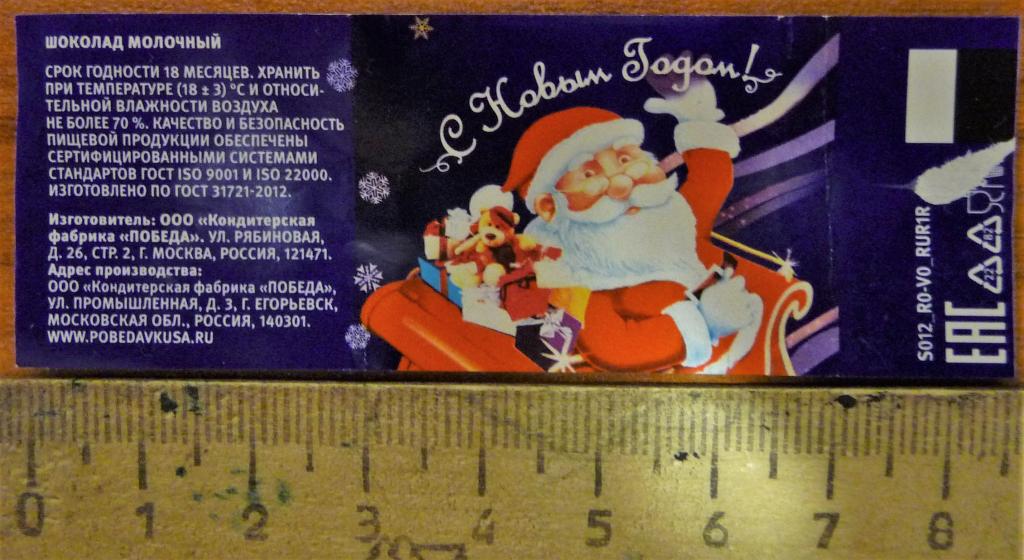 ШОКОЛАД МОЛОЧНЫЙ
СРОК ГОДНОСТИ 18 МЕСЯЦЕВ. ХРАНИТЬ
ПРИ ТЕМПЕРАТУРЕ (18 ± 3) °С И ОТНОСИ-
ТЕЛЬНОЙ ВЛАЖНОСТИ ВОЗДУХА
НЕ БОЛЕЕ 70 %. КАЧЕСТВО И БЕЗОПАСНОСТЬ
ПИЩЕВОЙ ПРОДУКЦИИ ОБЕСПЕЧЕНЫ
СЕРТИФИЦИРОВАННЫМИ СИСТЕМАМИ
СТАНДАРТОВ ГОСТ ISO 9001 И ISO 22000.
ИЗГОТОВЛЕНО ПО ГОСТ 31721-2012.
Изготовитель: ООО «Кондитерская
фабрика «ПОБЕДА». УЛ. РЯБИНОВАЯ,
Д. 26, СТР. 2, Г. МОСКВА, РОССИЯ, 121471.
Адрес производства:
ООО «Кондитерская фабрика «ПОБЕДА»,
УЛ. ПРОМЫШЛЕННАЯ, Д. 3, Г. ЕГОРЬЕВСК,
МОСКОВСКАЯ ОБЛ., РОССИЯ, 140301.
WWW.POBEDAVKUSA.RU
С Новым Годом!
S012_R0-V0_RUR1R
EAC
0 1 2 3 4 5 6 7 8